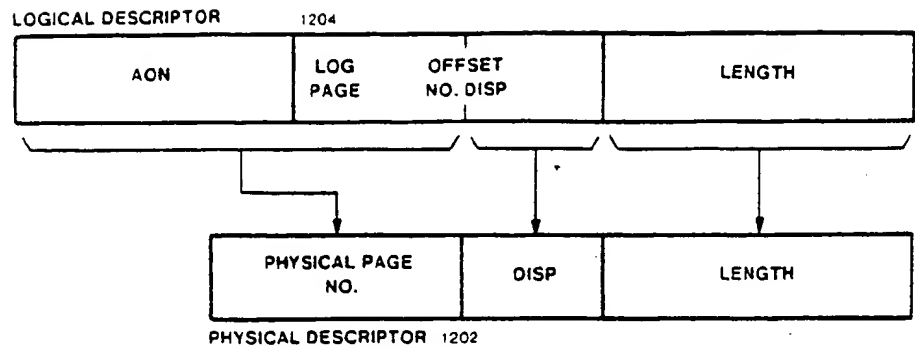 LOGICAL DESCRIPTOR 1204
AON
LOG PAGE
OFFSET NO. DISP
LENGTH
PHYSICAL PAGE NO.
DISP
LENGTH
PHYSICAL DESCRIPTOR 1202